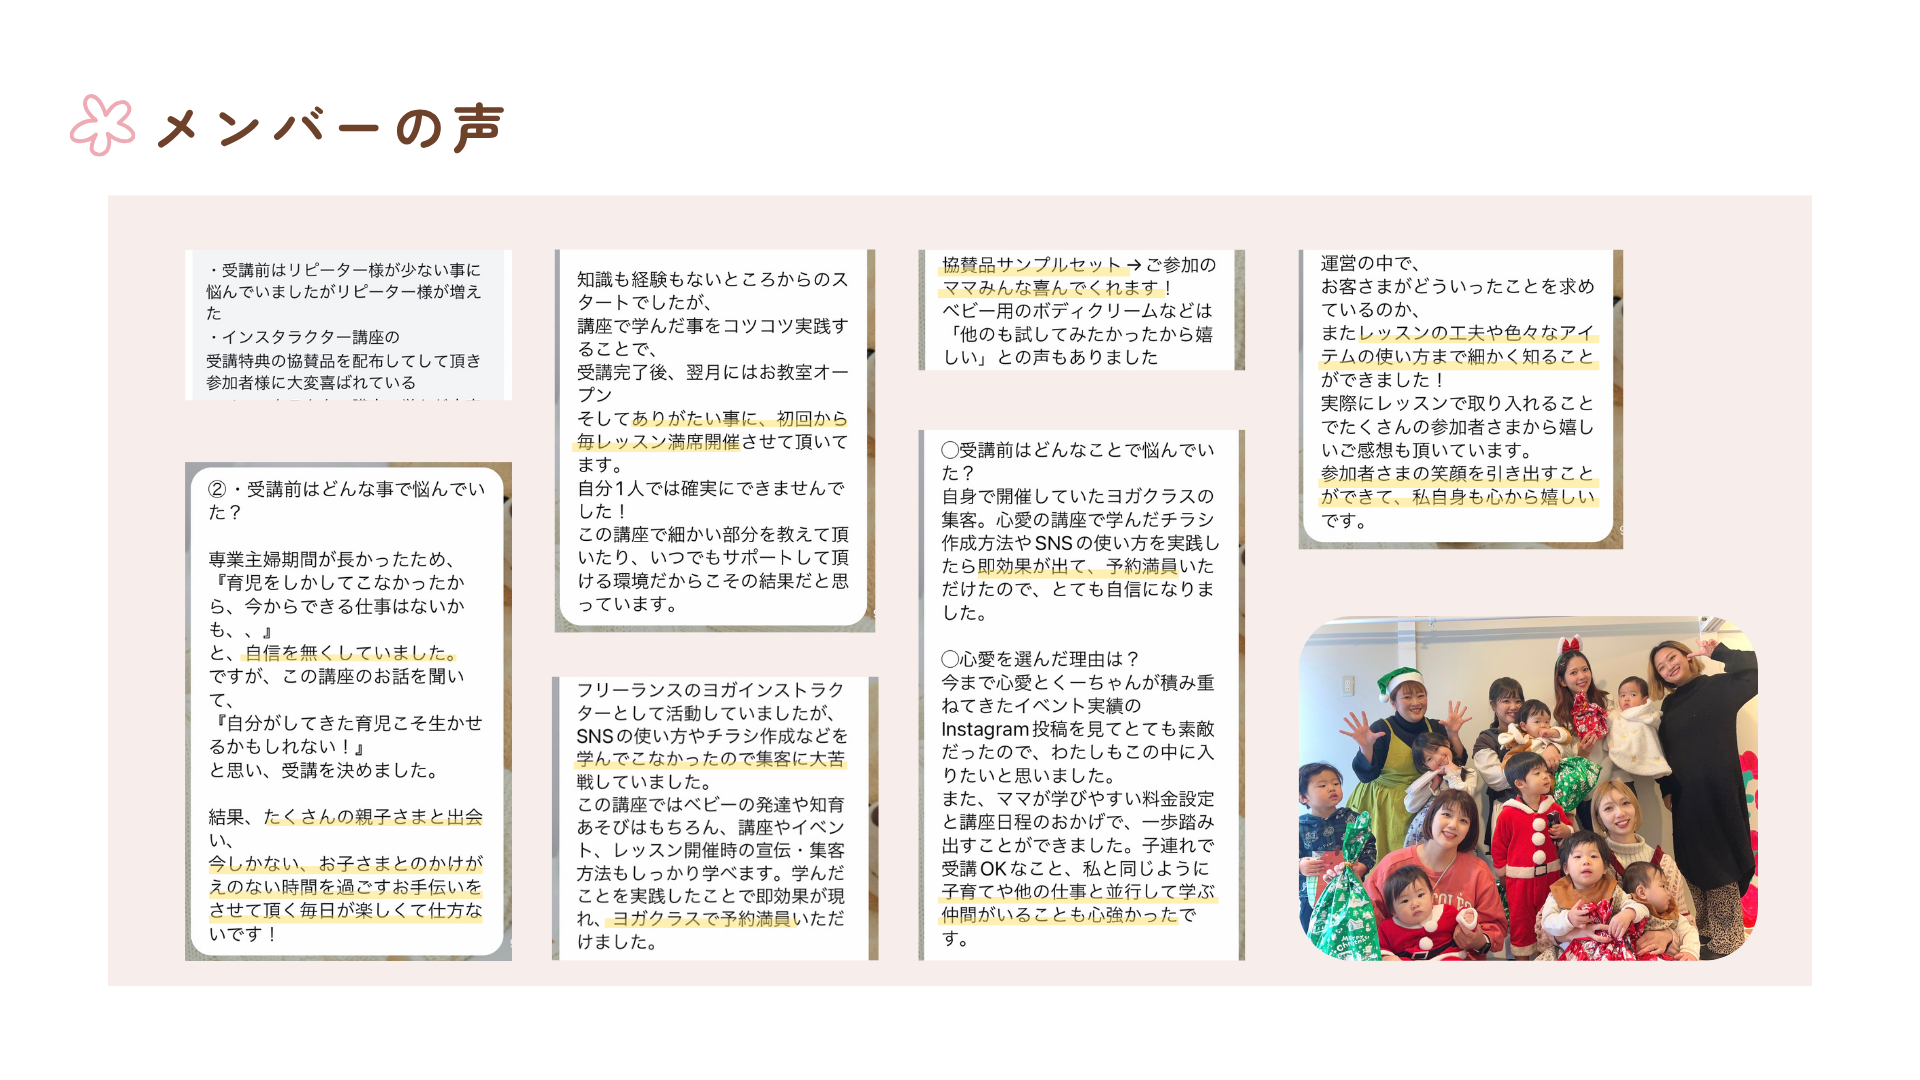 メンバーの声
・受講前はリピーター様が少ない事に
悩んでいましたがリピーター様が増え
た
・インスタラクター講座の
受講特典の協賛品を配布してして頂き
参加者様に大変喜ばれている
②・受講前はどんな事で悩んでい
た？
専業主婦期間が長かったため、
『育児をしかしてこなかったか
ら、今からできる仕事はないか
も、、』
と、自信を無くしていました。
ですが、この講座のお話を聞い
て、
『自分がしてきた育児こそ生かせ
るかもしれない！』
と思い、受講を決めました。
結果、たくさんの親子さまと出会
い、
今しかない、お子さまとのかけが
えのない時間を過ごすお手伝いを
させて頂く毎日が楽しくて仕方な
いです！
知識も経験もないところからのス
タートでしたが、
講座で学んだ事をコツコツ実践す
ることで、
受講完了後、翌月にはお教室オー
プン
そしてありがたい事に、初回から
毎レッスン満席開催させて頂いて
ます。
自分1人では確実にできませんで
した！
この講座で細かい部分を教えて頂
いたり、いつでもサポートして頂
ける環境だからこその結果だと思
っています。
フリーランスのヨガインストラク
ターとして活動していましたが、
SNSの使い方やチラシ作成などを
学んでこなかったので集客に大苦
戦していました。
この講座ではベビーの発達や知育
あそびはもちろん、講座やイベン
ト、レッスン開催時の宣伝・集客
方法もしっかり学べます。学んだ
ことを実践したことで即効果が現
れ、ヨガクラスで予約満員いただ
けました。
協賛品サンプルセット→ご参加の
ママみんな喜んでくれます！
ベビー用のボディクリームなどは
「他のも試してみたかったから嬉
しい」との声もありました
◯受講前はどんなことで悩んでい
た？
自身で開催していたヨガクラスの
集客。心愛の講座で学んだチラシ
作成方法やSNSの使い方を実践し
たら即効果が出て、予約満員いた
だけたので、とても自信になりま
した。
◯心愛を選んだ理由は？
今まで心愛とくーちゃんが積み重
ねてきたイベント実績の
Instagram投稿を見てとても素敵
だったので、わたしもこの中に入
りたいと思いました。
また、ママが学びやすい料金設定
と講座日程のおかげで、一歩踏み
出すことができました。子連れで
受講OKなこと、私と同じように
子育てや他の仕事と並行して学ぶ
仲間がいることも心強かったで
す。
運営の中で、
お客さまがどういったことを求め
ているのか、
またレッスンの工夫や色々なアイ
テムの使い方まで細かく知ること
ができました！
実際にレッスンで取り入れること
でたくさんの参加者さまから嬉し
いご感想も頂いています。
参加者さまの笑顔を引き出すこと
ができて、私自身も心から嬉しい
です。